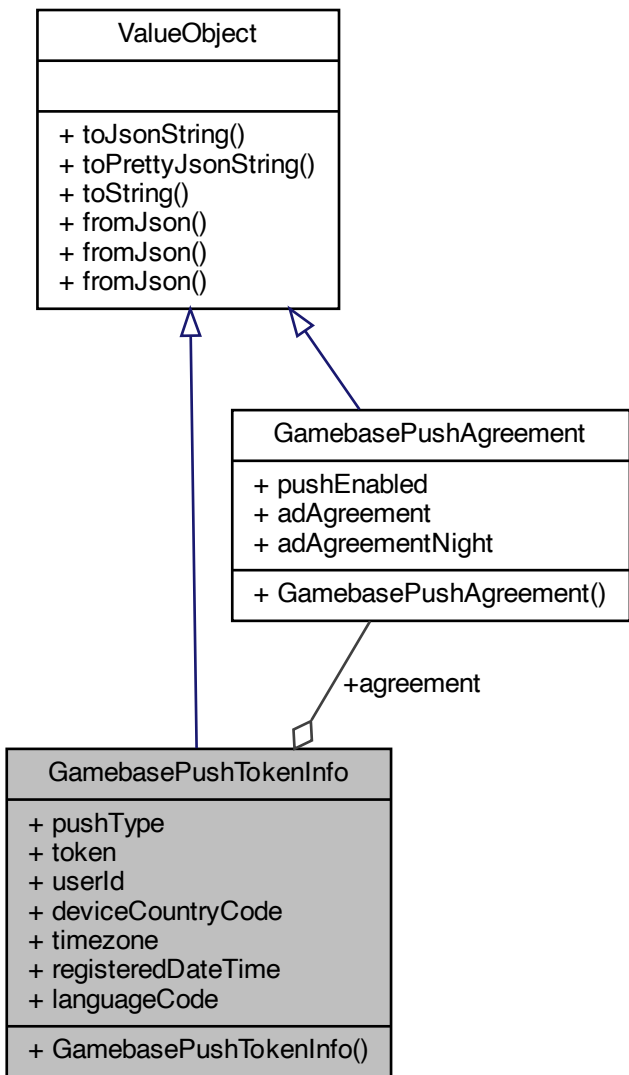 ValueObject
+ toJsonString()
+ toPrettyJsonString()
+ toString()
+ fromJson()
+ fromJson()
+ fromJson()
GamebasePushAgreement
+ pushEnabled
+ adAgreement
+ adAgreementNight
+ GamebasePushAgreement()
+agreement
GamebasePushTokenInfo
+ pushType
+ token
+ userId
+ deviceCountryCode
+ timezone
+ registeredDateTime
+ languageCode
+ GamebasePushTokenInfo()